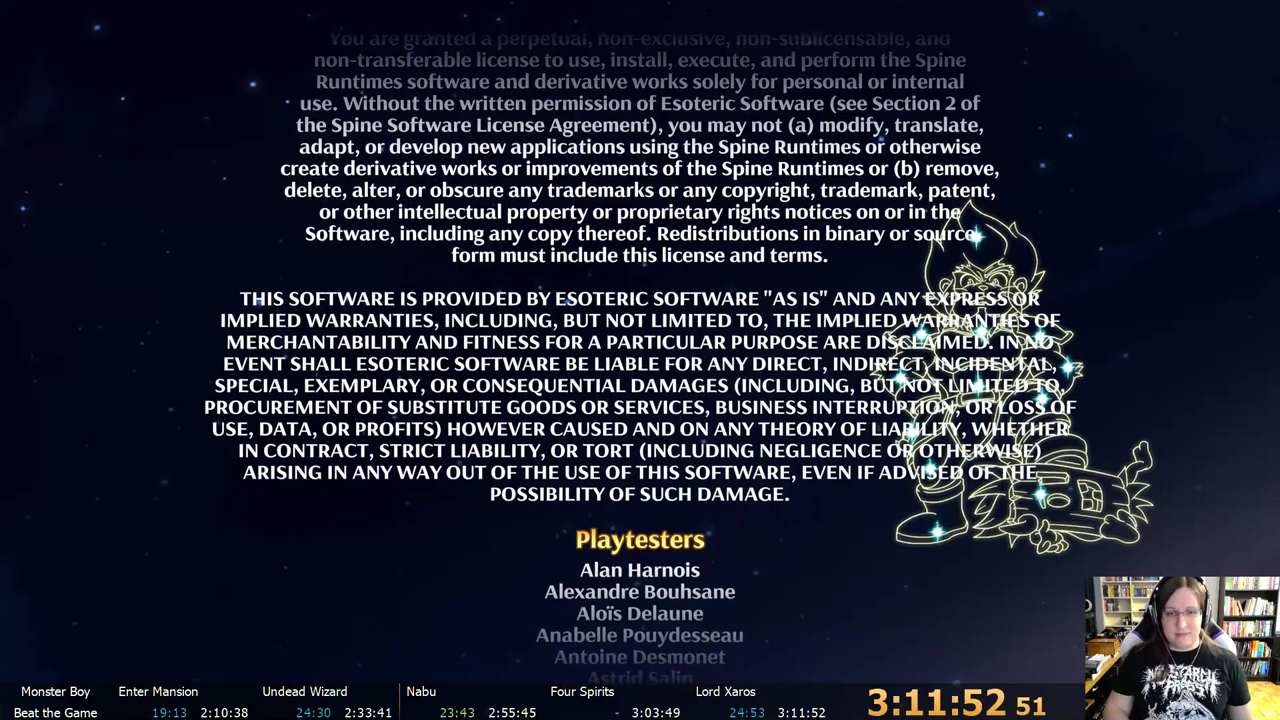 You are granted a perpetual, non-exclusive, non-sublicensable, and
non-transferable license to use, install, execute, and perform the Spine
Runtimes software and derivative works solely for personal or internal
use. Without the written permission of Esoteric Software (see Section 2 of
the Spine Software License Agreement), you may not (a) modify, translate,
adapt, or develop new applications using the Spine Runtimes or otherwise
create derivative works or improvements of the Spine Runtimes or (b) remove,
delete, alter, or obscure any trademarks or any copyright, trademark, patent,
or other intellectual property or proprietary rights notices on or in the
Software, including any copy thereof. Redistributions in binary or source
form must include this license and terms.
THIS SOFTWARE IS PROVIDED BY ESOTERIC SOFTWARE "AS IS" AND ANY EXPRESS OR
IMPLIED WARRANTIES, INCLUDING, BUT NOT LIMITED TO, THE IMPLIED WARRANTIES OF
MERCHANTABILITY AND FITNESS FOR A PARTICULAR PURPOSE ARE DISCLAIMED. IN NO
EVENT SHALL ESOTERIC SOFTWARE BE LIABLE FOR ANY DIRECT, INDIRECT, INCIDENTAL,
SPECIAL, EXEMPLARY, OR CONSEQUENTIAL DAMAGES (INCLUDING, BUT NOT LIMITED TO,
PROCUREMENT OF SUBSTITUTE GOODS OR SERVICES, BUSINESS INTERRUPTION, OR LOSS OF
USE, DATA, OR PROFITS) HOWEVER CAUSED AND ON ANY THEORY OF LIABILITY, WHETHER
IN CONTRACT, STRICT LIABILITY, OR TORT (INCLUDING NEGLIGENCE OR OTHERWISE)
ARISING IN ANY WAY OUT OF THE USE OF THIS SOFTWARE, EVEN IF ADVISED OF THE
POSSIBILITY OF SUCH DAMAGE.
Playtesters
Alan Harnois
Alexandre Bouhsane
Aloïs Delaune
Anabelle Pouydesseau
Antoine Desmonet
Astrid Salin
Monster Boy Enter Mansion Undead Wizard Nabu Four Spirits Lord Xaros
Beat the Game 19:13 2:10:38 24:30 2:33:41 23:43 2:55:45 - 3:03:49 24:53 3:11:52
3:11:52 51